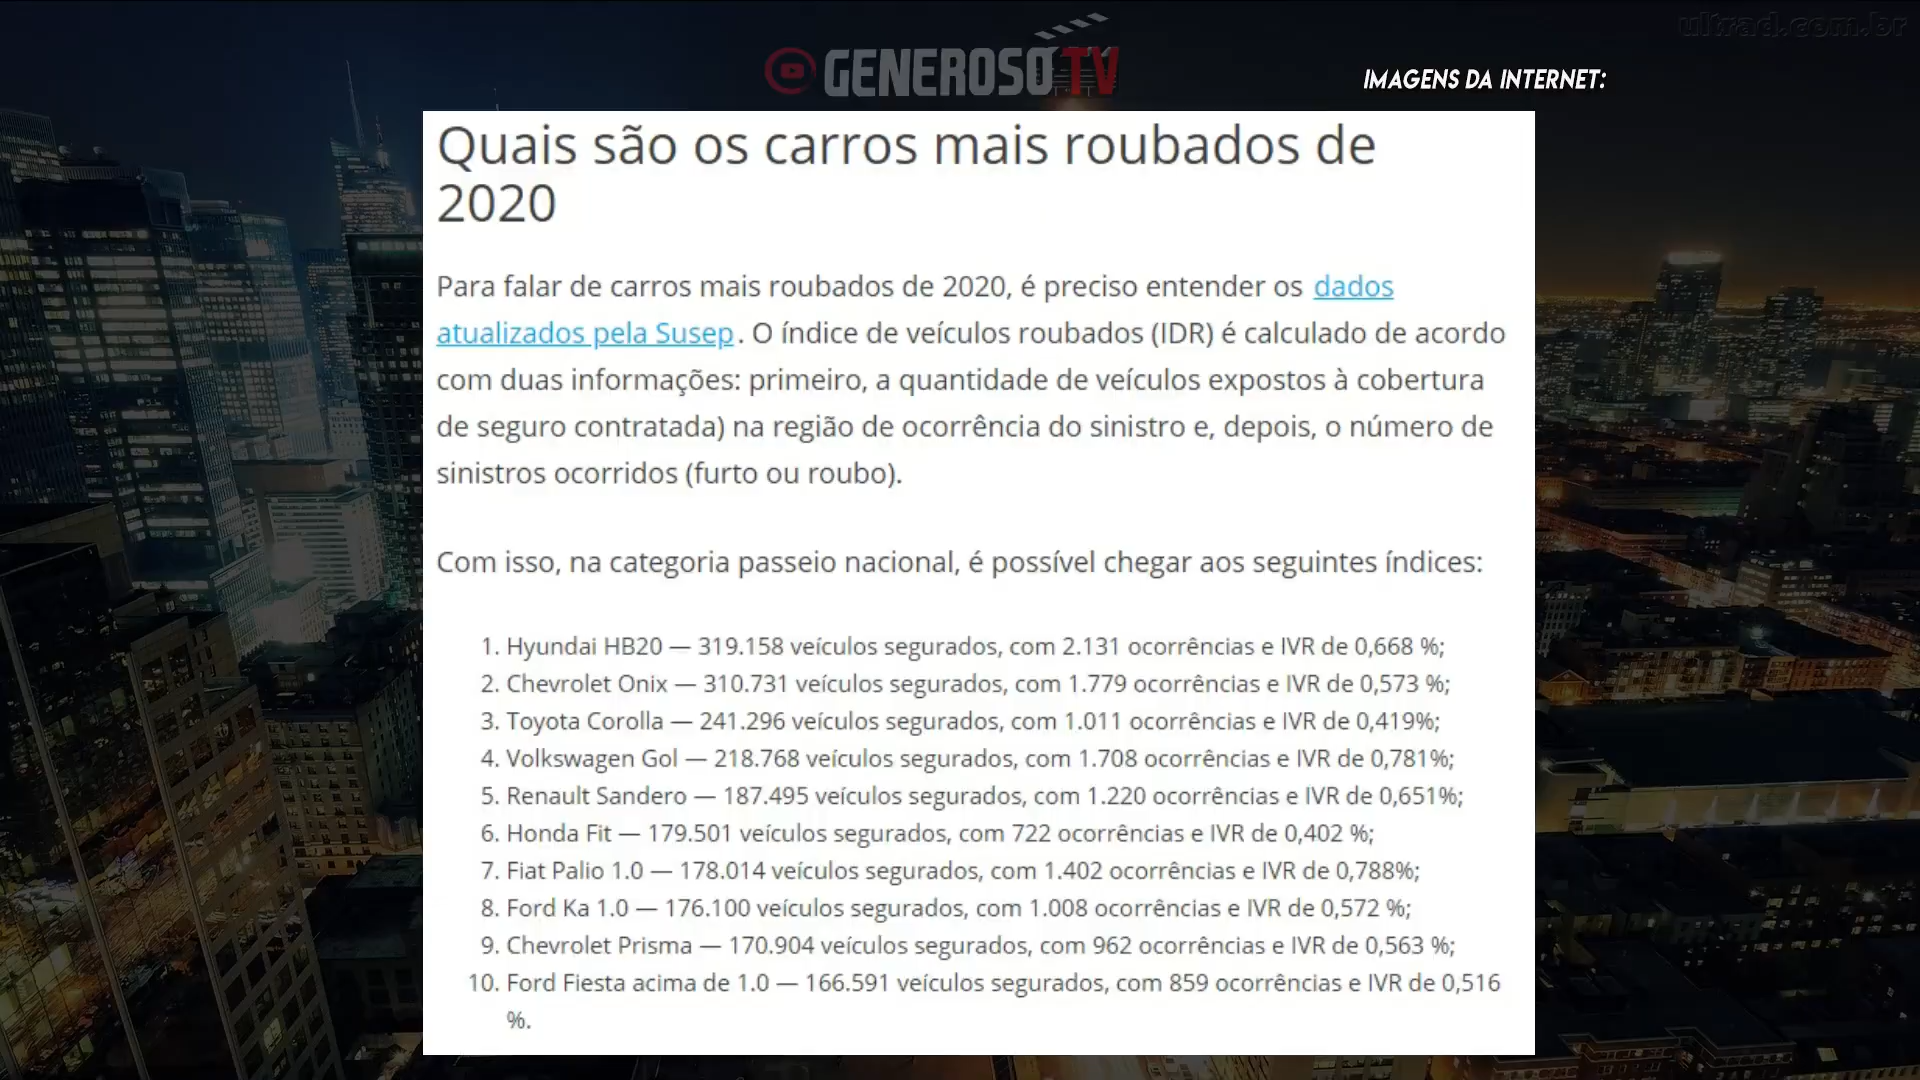 ultrad.com.br
GENEROSO TV
IMAGENS DA INTERNET:
Quais são os carros mais roubados de
2020
Para falar de carros mais roubados de 2020, é preciso entender os dados
atualizados pela Susep. O índice de veículos roubados (IDR) é calculado de acordo
com duas informações: primeiro, a quantidade de veículos expostos à cobertura
de seguro contratada) na região de ocorrência do sinistro e, depois, o número de
sinistros ocorridos (furto ou roubo).
Com isso, na categoria passeio nacional, é possível chegar aos seguintes índices:
1. Hyundai HB20 — 319.158 veículos segurados, com 2.131 ocorrências e IVR de 0,668 %;
2. Chevrolet Onix — 310.731 veículos segurados, com 1.779 ocorrências e IVR de 0,573 %;
3. Toyota Corolla — 241.296 veículos segurados, com 1.011 ocorrências e IVR de 0,419%;
4. Volkswagen Gol — 218.768 veículos segurados, com 1.708 ocorrências e IVR de 0,781%;
5. Renault Sandero — 187.495 veículos segurados, com 1.220 ocorrências e IVR de 0,651%;
6. Honda Fit — 179.501 veículos segurados, com 722 ocorrências e IVR de 0,402 %;
7. Fiat Palio 1.0 — 178.014 veículos segurados, com 1.402 ocorrências e IVR de 0,788%;
8. Ford Ka 1.0 — 176.100 veículos segurados, com 1.008 ocorrências e IVR de 0,572 %;
9. Chevrolet Prisma — 170.904 veículos segurados, com 962 ocorrências e IVR de 0,563 %;
10. Ford Fiesta acima de 1.0 — 166.591 veículos segurados, com 859 ocorrências e IVR de 0,516
%.